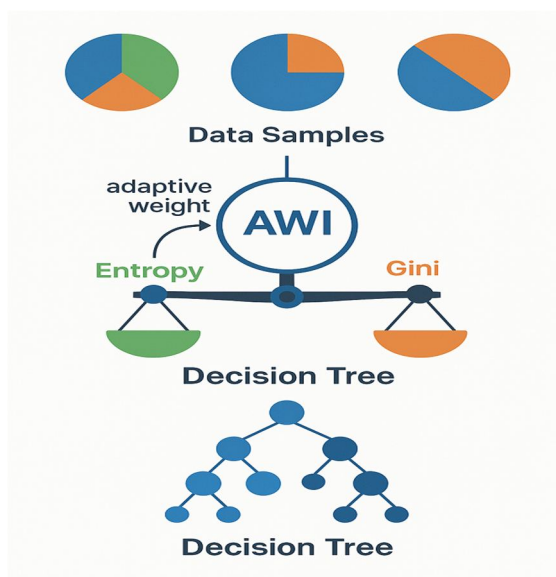 Data Samples
adaptive
weight
AWI
Entropy
Gini
Decision Tree
Decision Tree